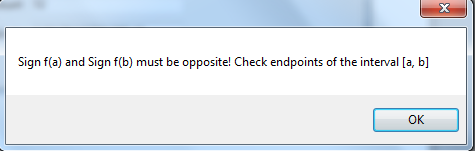 Sign f(a) and Sign f(b) must be opposite! Check endpoints of the interval [a, b]
OK